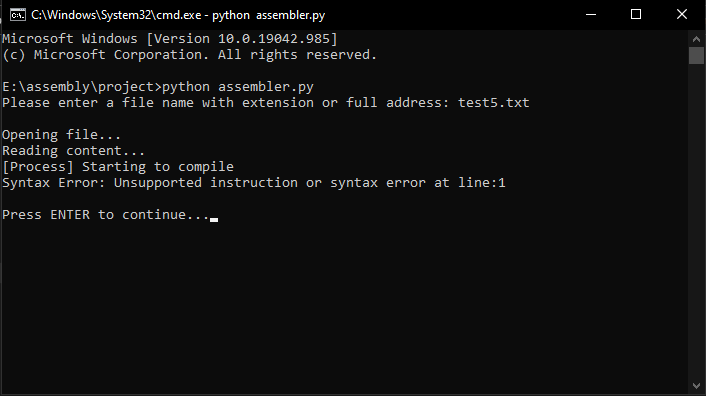 C:\Windows\System32\cmd.exe - python  assembler.py
Microsoft Windows [Version 10.0.19042.985]
(c) Microsoft Corporation. All rights reserved.
E:\assembly\project>python assembler.py
Please enter a file name with extension or full address: test5.txt
Opening file...
Reading content...
[Process] Starting to compile
Syntax Error: Unsupported instruction or syntax error at line:1
Press ENTER to continue...